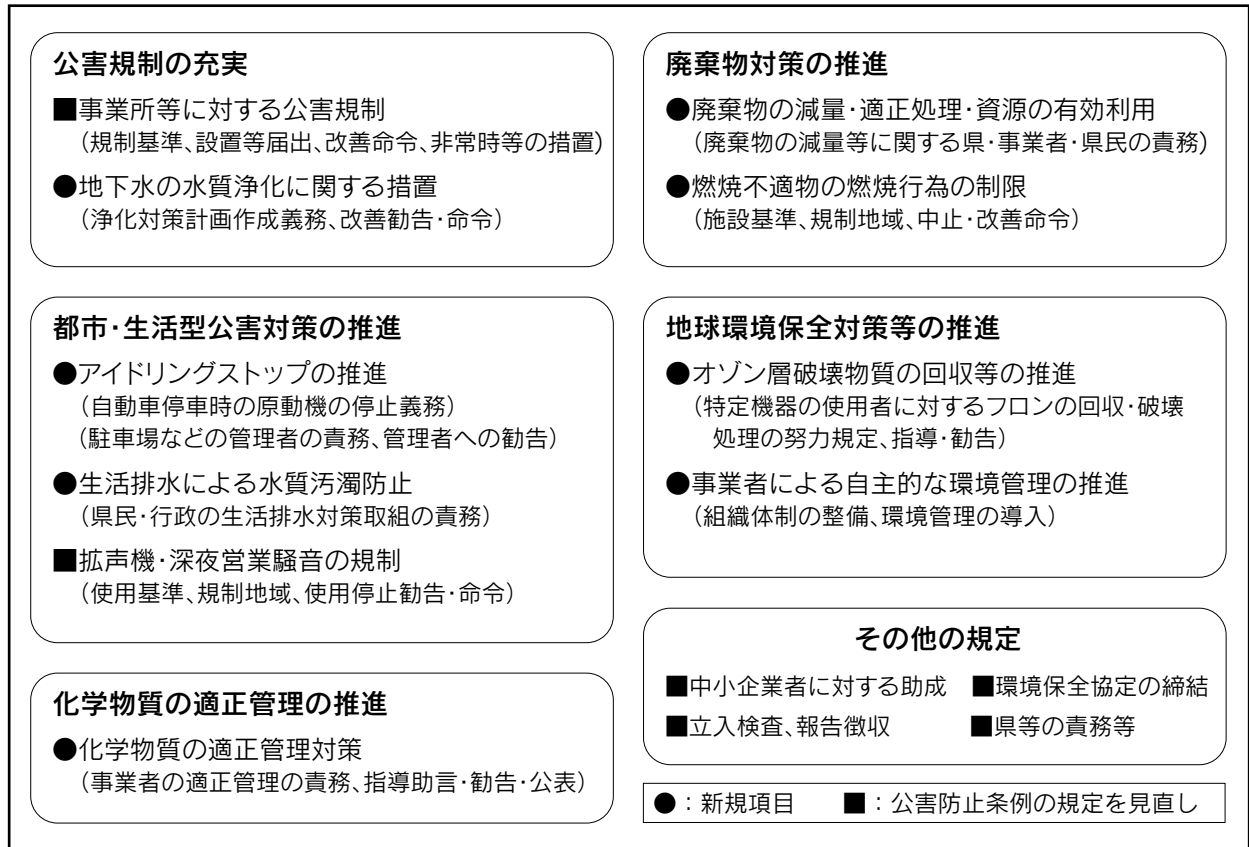 公害規制の充実
■事業所等に対する公害規制
(規制基準、設置等届出、改善命令、非常時等の措置)
●地下水の水質浄化に関する措置
(浄化対策計画作成義務、改善勧告・命令)
都市・生活型公害対策の推進
●アイドリングストップの推進
(自動車停車時の原動機の停止義務)
(駐車場などの管理者の責務、管理者への勧告)
●生活排水による水質汚濁防止
(県民・行政の生活排水対策取組の責務)
■拡声機・深夜営業騒音の規制
(使用基準、規制地域、使用停止勧告・命令)
化学物質の適正管理の推進
●化学物質の適正管理対策
(事業者の適正管理の責務、指導助言・勧告・公表)
廃棄物対策の推進
●廃棄物の減量・適正処理・資源の有効利用
(廃棄物の減量等に関する県・事業者・県民の責務)
●燃焼不適物の燃焼行為の制限
(施設基準、規制地域、中止・改善命令)
地球環境保全対策等の推進
●オゾン層破壊物質の回収等の推進
(特定機器の使用者に対するフロンの回収・破壊
処理の努力規定、指導・勧告)
●事業者による自主的な環境管理の推進
(組織体制の整備、環境管理の導入)
その他の規定
■中小企業者に対する助成 ■環境保全協定の締結
■立入検査、報告徴収 ■県等の責務等
●:新規項目 ■:公害防止条例の規定を見直し